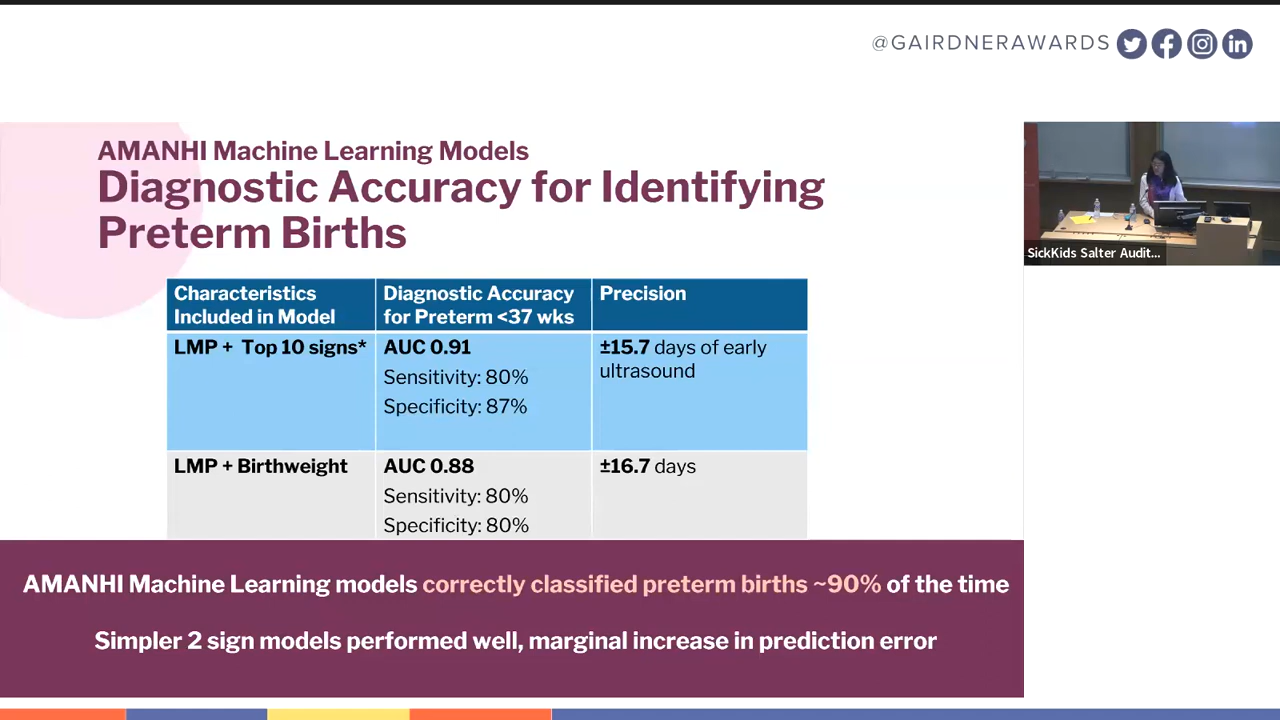 @GAIRDNERAWARDS
AMANHI Machine Learning Models
Diagnostic Accuracy for Identifying
Preterm Births
SickKids Salter Audit...
Characteristics
Included in Model
Diagnostic Accuracy
for Preterm <37 wks
Precision
LMP + Top 10 signs*
AUC 0.91
Sensitivity: 80%
Specificity: 87%
±15.7 days of early
ultrasound
LMP + Birthweight
AUC 0.88
Sensitivity: 80%
Specificity: 80%
±16.7 days
AMANHI Machine Learning models correctly classified preterm births ~90% of the time
Simpler 2 sign models performed well, marginal increase in prediction error